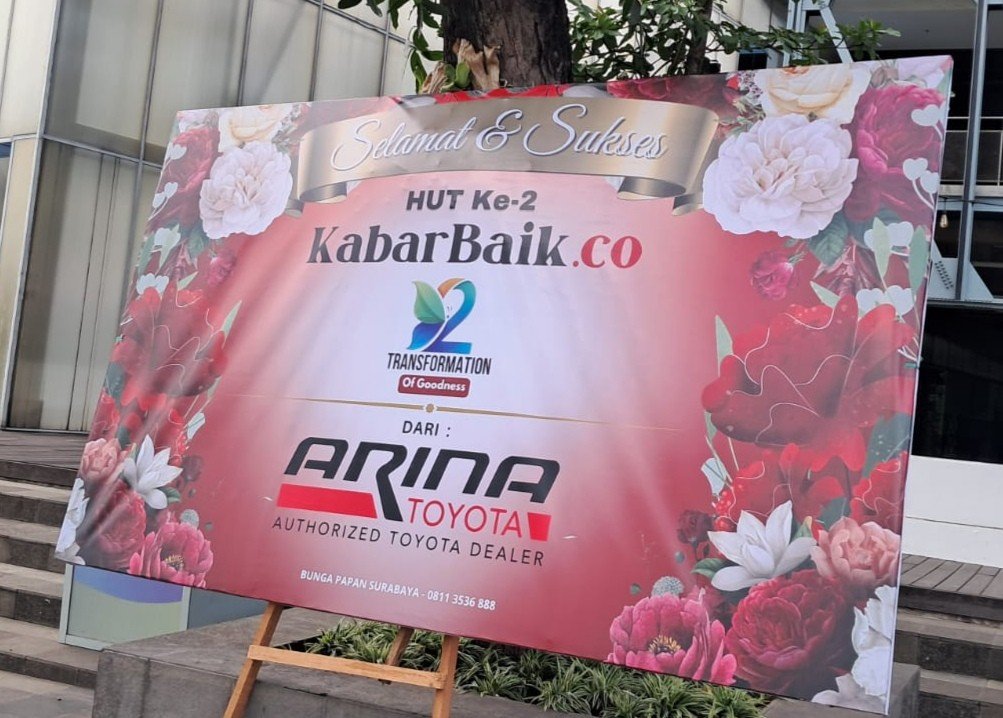 Selamat & Sukses
HUT Ke-2
KabarBaik.co
2
TRANSFORMATION
Of Goodness
DARI :
ARINA
TOYOTA
AUTHORIZED TOYOTA DEALER
BUNGA PAPAN SURABAYA - 0811 3536 888